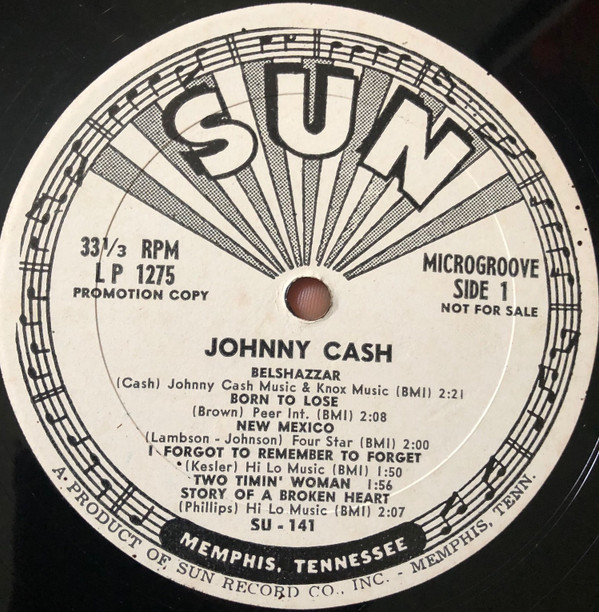 SUN
33 1/3 RPM
LP 1275
PROMOTION COPY
MICROGROOVE
SIDE 1
NOT FOR SALE
JOHNNY CASH
BELSHAZZAR
(Cash) Johnny Cash Music & Knox Music (BMI) 2:21
BORN TO LOSE
(Brown) Peer Int. (BMI) 2:08
NEW MEXICO
(Lambson - Johnson) Four Star (BMI) 2:00
I FORGOT TO REMEMBER TO FORGET
(Kesler) Hi Lo Music (BMI) 1:50
TWO TIMIN' WOMAN 1:56
STORY OF A BROKEN HEART
(Phillips) Hi Lo Music (BMI) 2:07
SU - 141
MEMPHIS, TENNESSEE
A PRODUCT OF SUN RECORD CO., INC. - MEMPHIS, TENN.